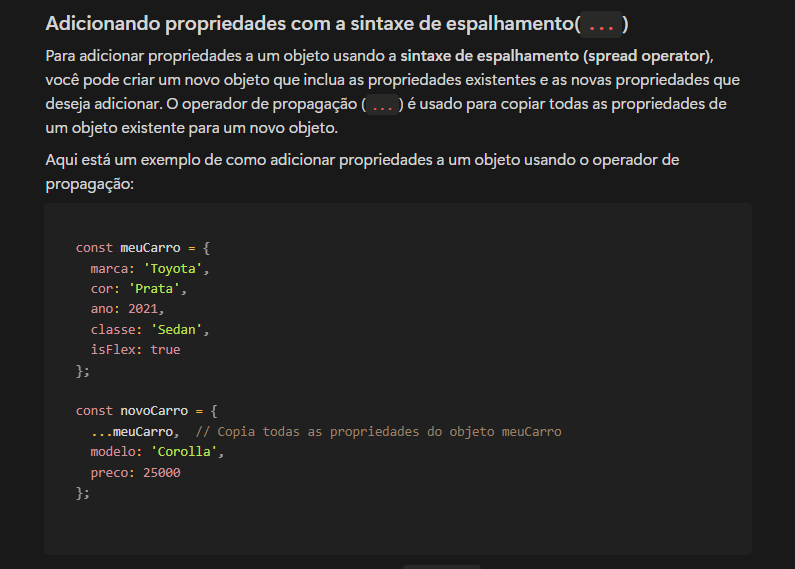 Adicionando propriedades com a sintaxe de espalhamento( ... )
Para adicionar propriedades a um objeto usando a sintaxe de espalhamento (spread operator),
você pode criar um novo objeto que inclua as propriedades existentes e as novas propriedades que
deseja adicionar. O operador de propagação ( ... ) é usado para copiar todas as propriedades de
um objeto existente para um novo objeto.
Aqui está um exemplo de como adicionar propriedades a um objeto usando o operador de
propagação:
const meuCarro = {
  marca: 'Toyota',
  cor: 'Prata',
  ano: 2021,
  classe: 'Sedan',
  isFlex: true
};
const novoCarro = {
  ...meuCarro,  // Copia todas as propriedades do objeto meuCarro
  modelo: 'Corolla',
  preco: 25000
};